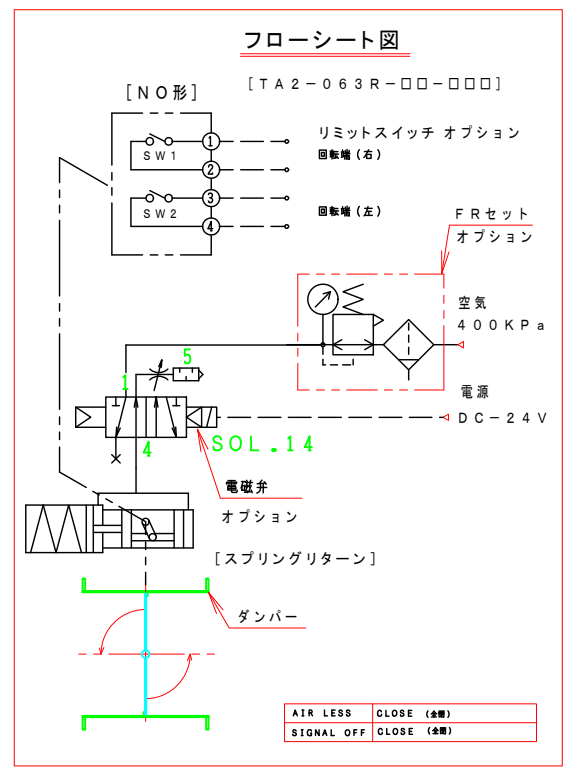 フローシート図
[TA2-063R-□□-□□□]
[NO形]
SW1
SW2
1
2
3
4
リミットスイッチ オプション
回転端(右)
回転端(左)
FRセット
オプション
空気
400KPa
電源
DC-24V
1
5
4
SOL.14
電磁弁
オプション
[スプリングリターン]
ダンパー
AIR LESS CLOSE (全閉)
SIGNAL OFF CLOSE (全閉)